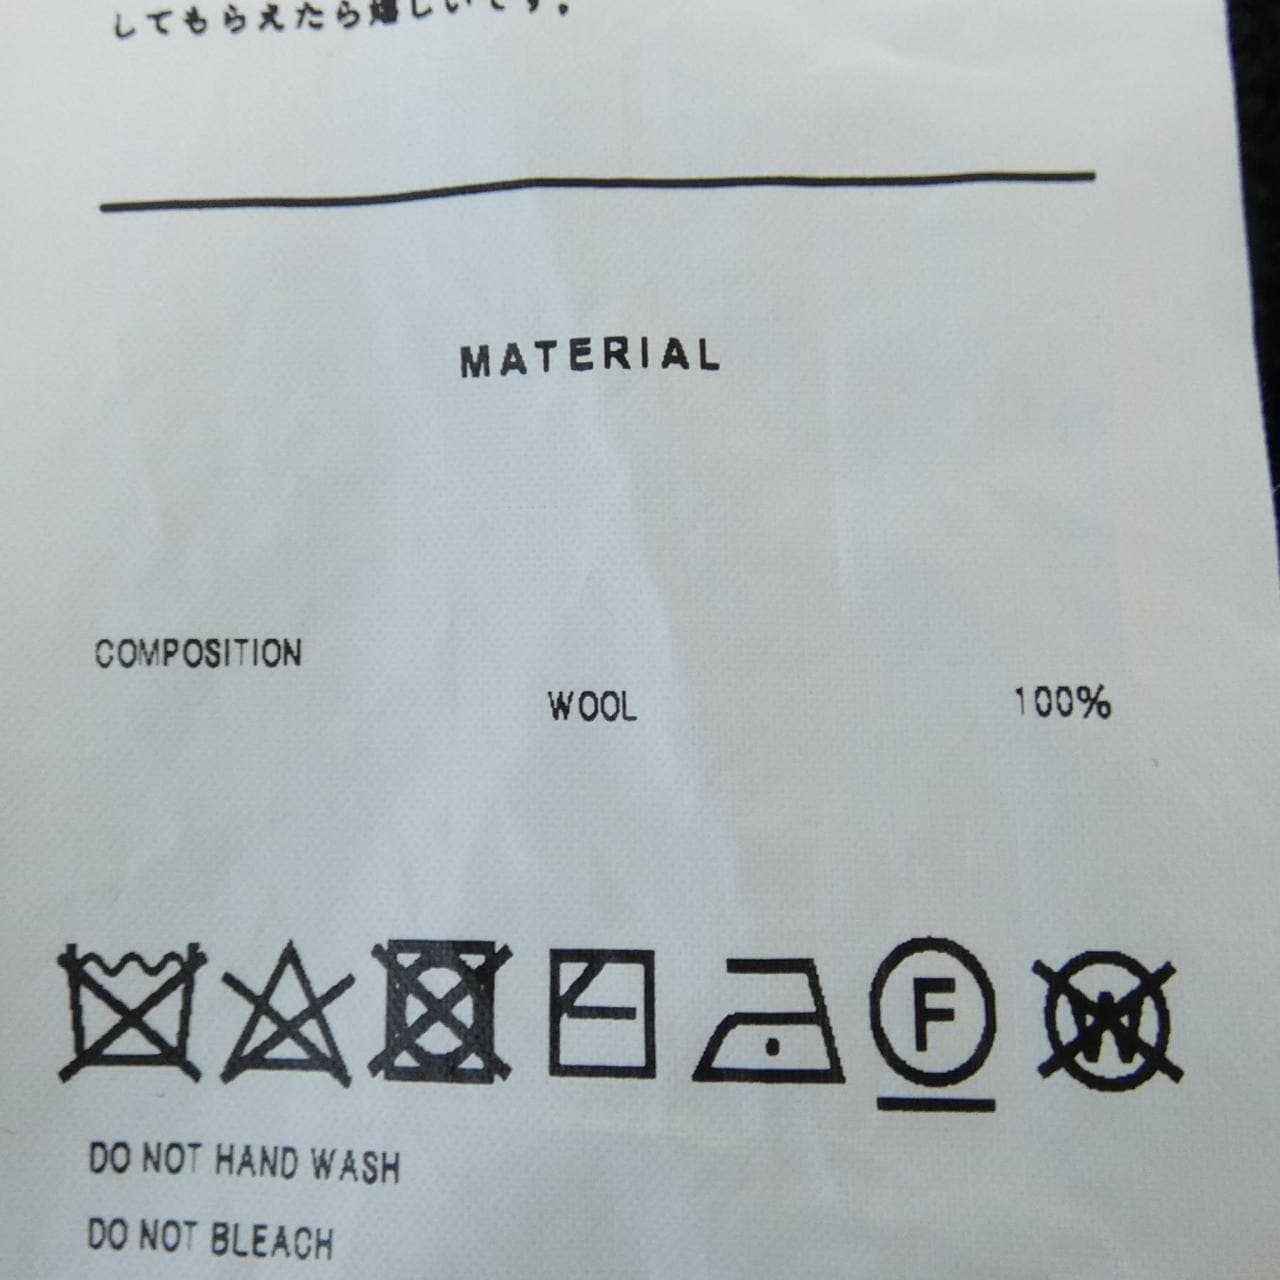 してもらえたら嬉しいです。
MATERIAL
COMPOSITION
WOOL 100%
F W
DO NOT HAND WASH
DO NOT BLEACH